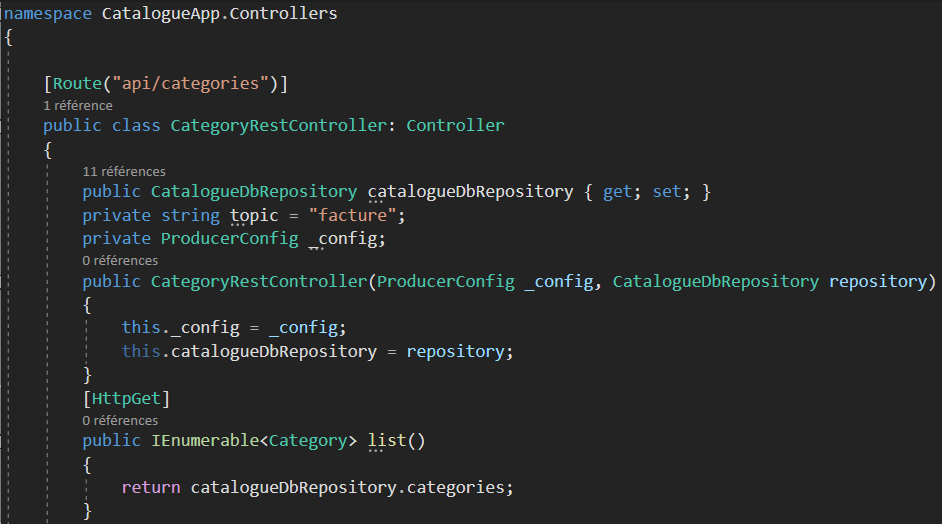 namespace CatalogueApp.Controllers
{
[Route("api/categories")]
1 référence
public class CategoryRestController: Controller
{
11 références
public CatalogueDbRepository catalogueDbRepository { get; set; }
private string topic = "facture";
private ProducerConfig _config;
0 références
public CategoryRestController(ProducerConfig _config, CatalogueDbRepository repository)
{
this._config = _config;
this.catalogueDbRepository = repository;
}
[HttpGet]
0 références
public IEnumerable<Category> list()
{
return catalogueDbRepository.categories;
}